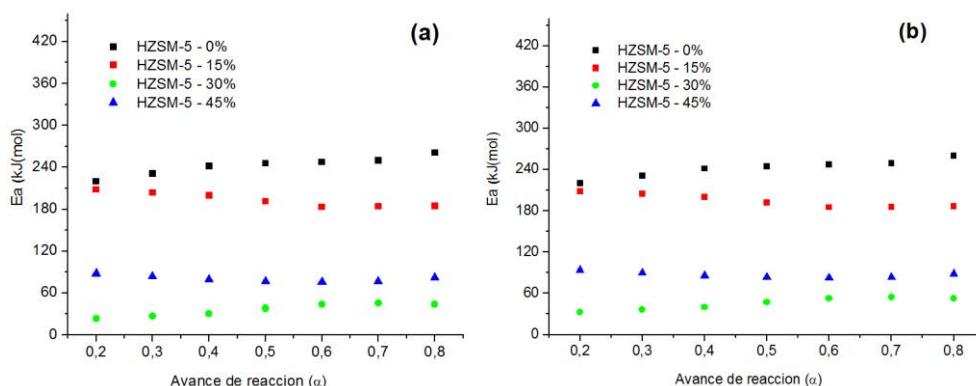 (a)
HZSM-5 - 0%
HZSM-5 - 15%
HZSM-5 - 30%
HZSM-5 - 45%
Ea (kJ(mol)
420
360
300
240
180
120
60
0
0,2 0,3 0,4 0,5 0,6 0,7 0,8
Avance de reaccion (α)
(b)
HZSM-5 - 0%
HZSM-5 - 15%
HZSM-5 - 30%
HZSM-5 - 45%
Ea (kJ(mol)
420
360
300
240
180
120
60
0
0,2 0,3 0,4 0,5 0,6 0,7 0,8
Avance de reaccion (α)